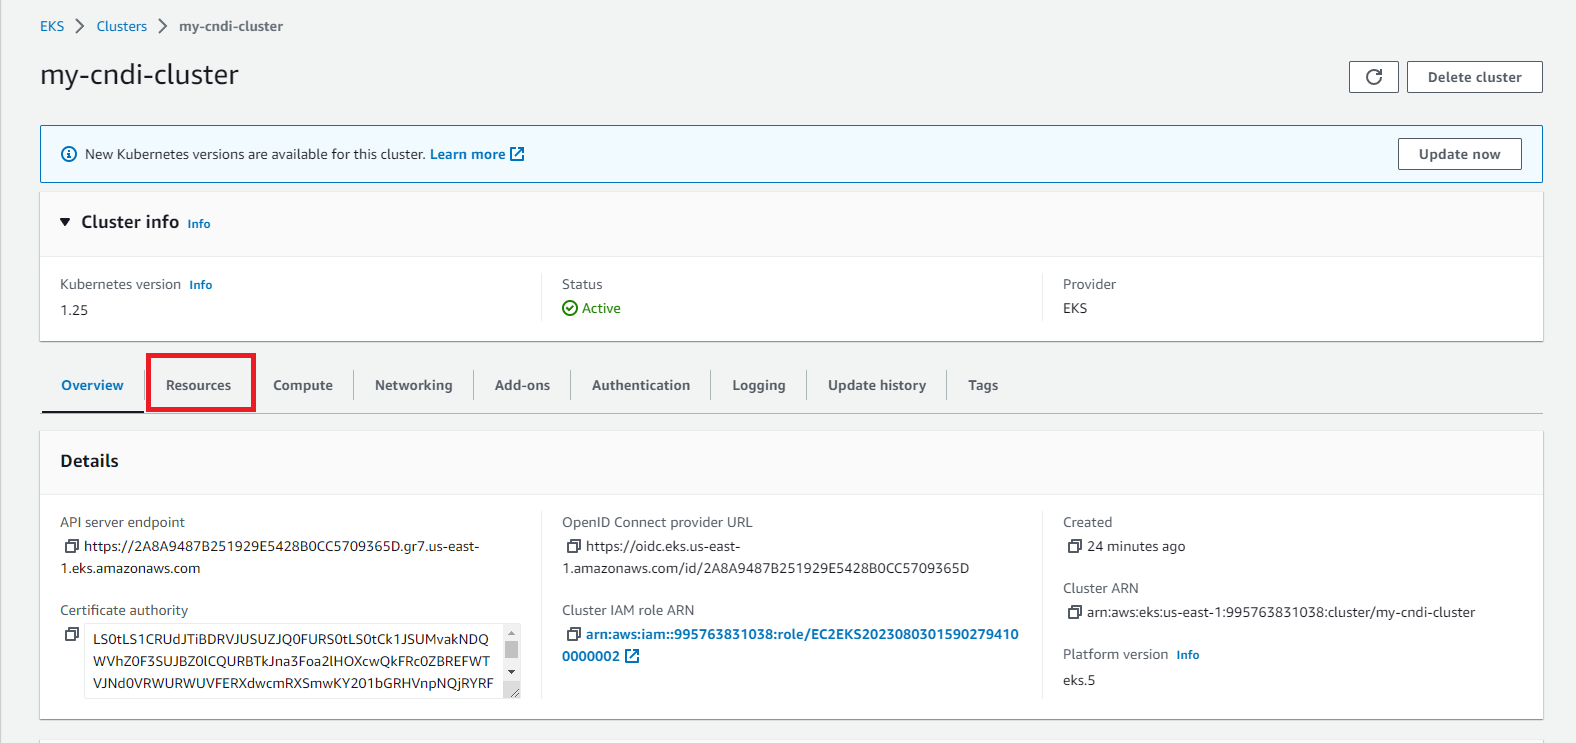 EKS > Clusters > my-cndi-cluster
my-cndi-cluster
Delete cluster
New Kubernetes versions are available for this cluster. Learn more
Update now
Cluster info Info
Kubernetes version Info
1.25
Status
Active
Provider
EKS
Overview Resources Compute Networking Add-ons Authentication Logging Update history Tags
Details
API server endpoint
https://2A8A9487B251929E5428B0CC5709365D.gr7.us-east-
1.eks.amazonaws.com
Certificate authority
LS0tLS1CRUdJTiBDRVJUSUZJQ0FURS0tLS0tCk1JSUMvakNDQ
WVhZ0F3SUJBZ0lCQURBTkJna3Foa2lHOXcwQkFRc0ZBREFWT
VJNd0VRWURWUVFERXdwcmRXSmwKY201bGRHVnpNQjRYRF
OpenID Connect provider URL
https://oidc.eks.us-east-
1.amazonaws.com/id/2A8A9487B251929E5428B0CC5709365D
Cluster IAM role ARN
arn:aws:iam::995763831038:role/EC2EKS2023080301590279410
0000002
Created
24 minutes ago
Cluster ARN
arn:aws:eks:us-east-1:995763831038:cluster/my-cndi-cluster
Platform version Info
eks.5